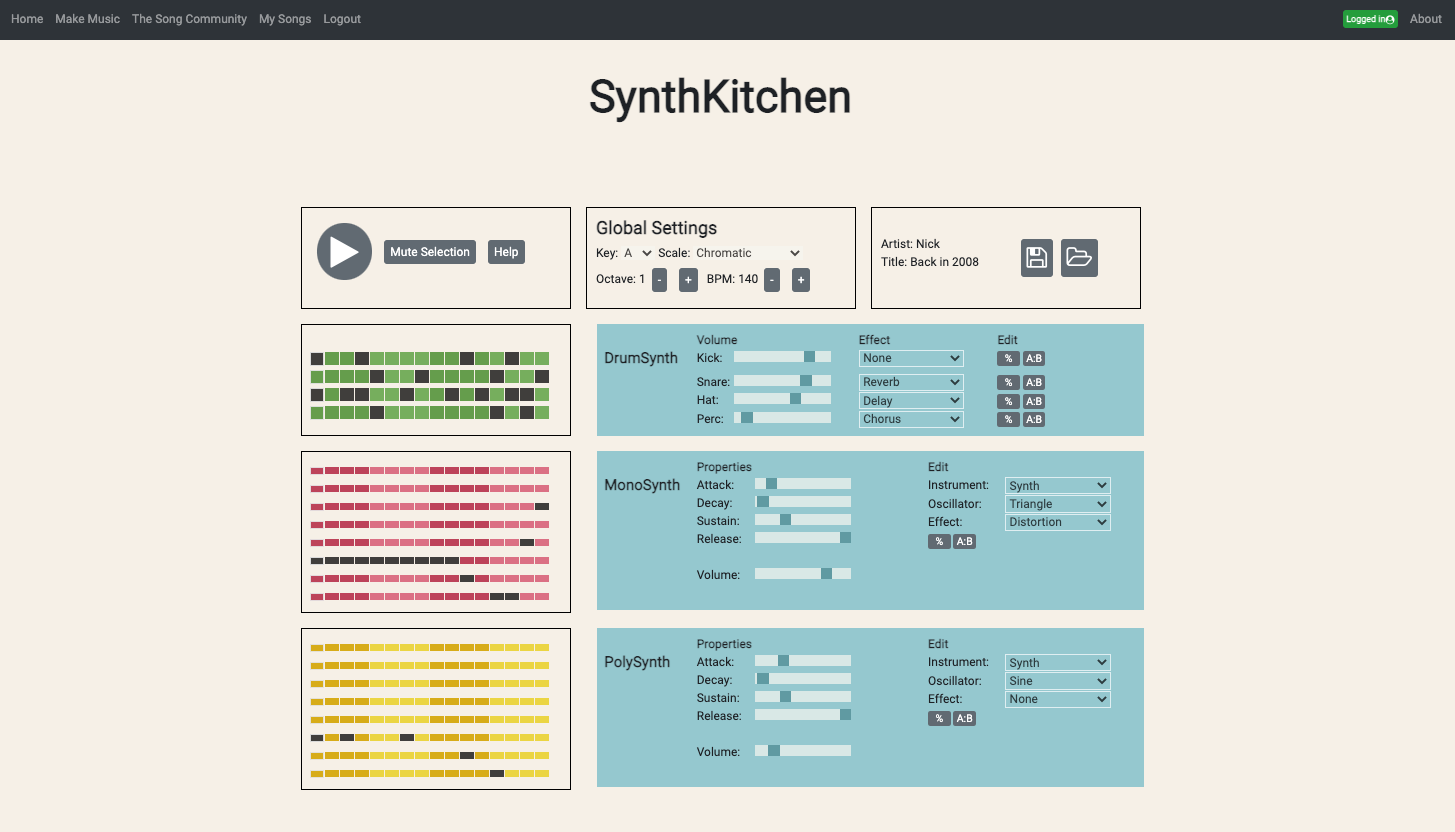 Home Make Music The Song Community My Songs Logout Logged in About
SynthKitchen
Mute Selection Help
Global Settings
Key: A Scale: Chromatic
Octave: 1 - + BPM: 140 - +
Artist: Nick
Title: Back in 2008
DrumSynth
Volume Effect Edit
Kick: None % A:B
Snare: Reverb % A:B
Hat: Delay % A:B
Perc: Chorus % A:B
MonoSynth
Properties
Attack:
Decay:
Sustain:
Release:
Volume:
Edit
Instrument: Synth
Oscillator: Triangle
Effect: Distortion
% A:B
PolySynth
Properties
Attack:
Decay:
Sustain:
Release:
Volume:
Edit
Instrument: Synth
Oscillator: Sine
Effect: None
% A:B